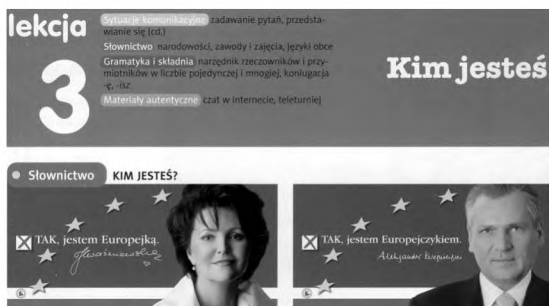 lekcja
3
Sytuacje komunikacyjne zadawanie pytań, przedsta-
wianie się (cd.)
Słownictwo narodowości, zawody i zajęcia, języki obce
Gramatyka i składnia narzędnik rzeczowników i przy-
miotników w liczbie pojedynczej i mnogiej, koniugacja
-ę, -isz
Materiały autentyczne czat w internecie, teleturniej
Kim jesteś
Słownictwo KIM JESTEŚ?
TAK, jestem Europejką.
TAK, jestem Europejczykiem.
Aleksander